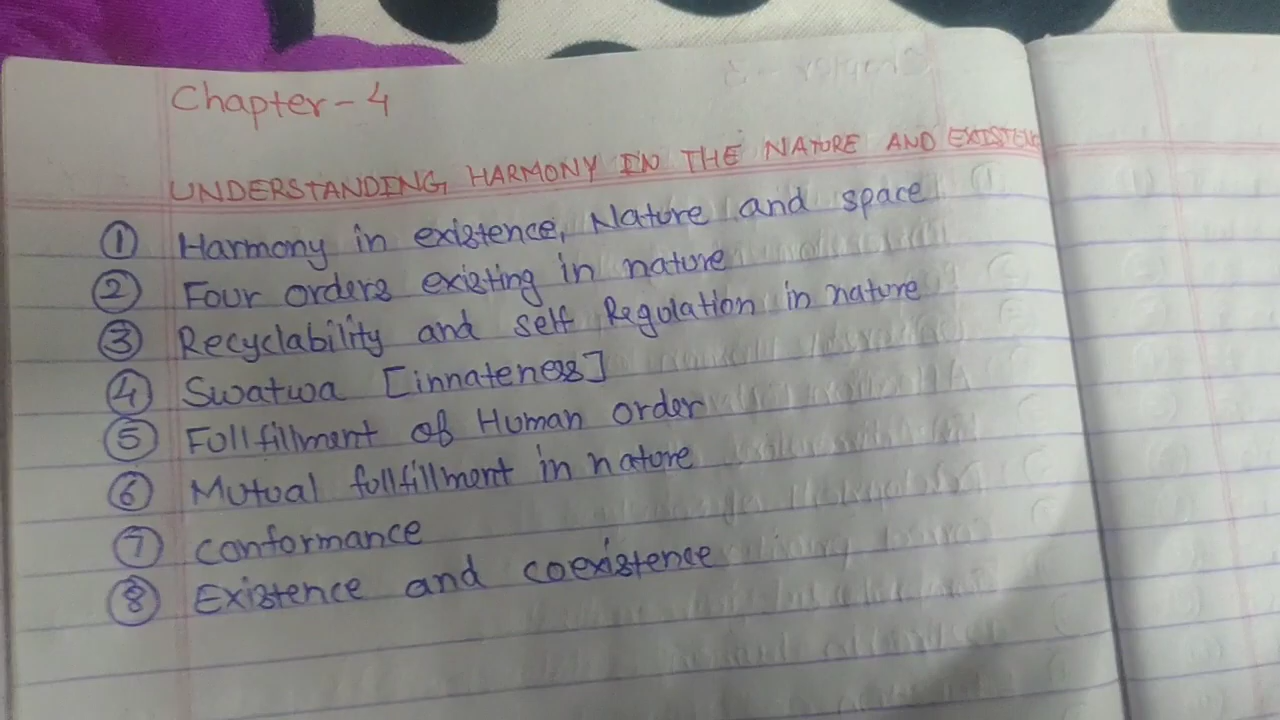 Chapter - 4
UNDERSTANDING HARMONY IN THE NATURE AND EXISTENC
① Harmony in existence, Nature and space
② Four orders existing in nature
③ Recyclability and self Regulation in nature
④ Swatwa [innateness]
⑤ Fullfillment of Human order
⑥ Mutual fullfillment in nature
⑦ Conformance
⑧ Existence and coexistence